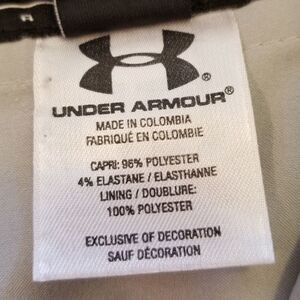 ®
UNDER ARMOUR®
MADE IN COLOMBIA
FABRIQUÉ EN COLOMBIE
CAPRI: 96% POLYESTER
4% ELASTANE / ELASTHANNE
LINING / DOUBLURE:
100% POLYESTER
EXCLUSIVE OF DECORATION
SAUF DÉCORATION